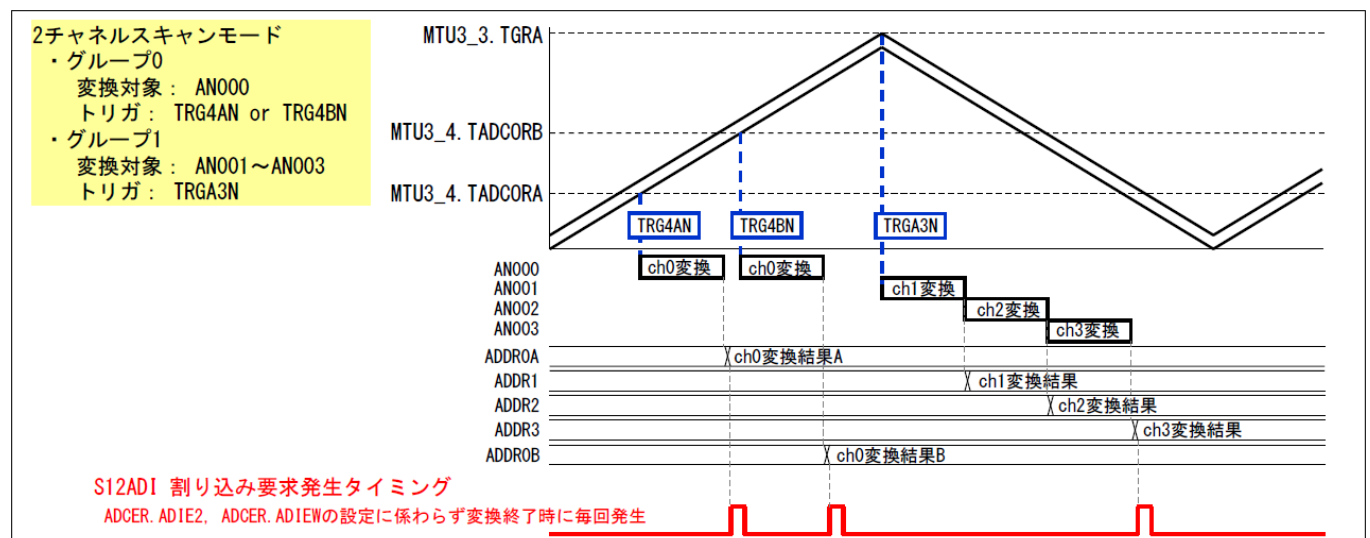 2チャネルスキャンモード
・グループ0
変換対象： AN000
トリガ： TRG4AN or TRG4BN
・グループ1
変換対象： AN001～AN003
トリガ： TRGA3N
MTU3_3.TGRA
MTU3_4.TADCORB
MTU3_4.TADCORA
TRG4AN
TRG4BN
TRGA3N
AN000
ch0変換
ch0変換
AN001
ch1変換
AN002
ch2変換
AN003
ch3変換
ADDR0A
ch0変換結果A
ADDR1
ch1変換結果
ADDR2
ch2変換結果
ADDR3
ch3変換結果
ADDR0B
ch0変換結果B
S12ADI 割り込み要求発生タイミング
ADCER.ADIE2, ADCER.ADIEWの設定に係わらず変換終了時に毎回発生